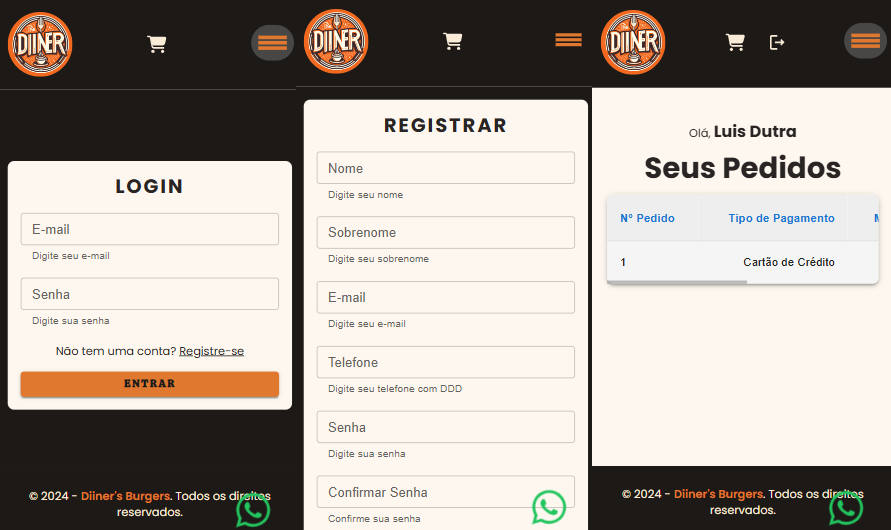 DIINER
LOGIN
E-mail
Digite seu e-mail
Senha
Digite sua senha
Não tem uma conta? Registre-se
ENTRAR
© 2024 - Diiner's Burgers. Todos os direitos
reservados.
DIINER
REGISTRAR
Nome
Digite seu nome
Sobrenome
Digite seu sobrenome
E-mail
Digite seu e-mail
Telefone
Digite seu telefone com DDD
Senha
Digite sua senha
Confirmar Senha
Confirme sua senha
DIINER
Olá, Luis Dutra
Seus Pedidos
Nº Pedido Tipo de Pagamento
1 Cartão de Crédito
© 2024 - Diiner's Burgers. Todos os direitos
reservados.